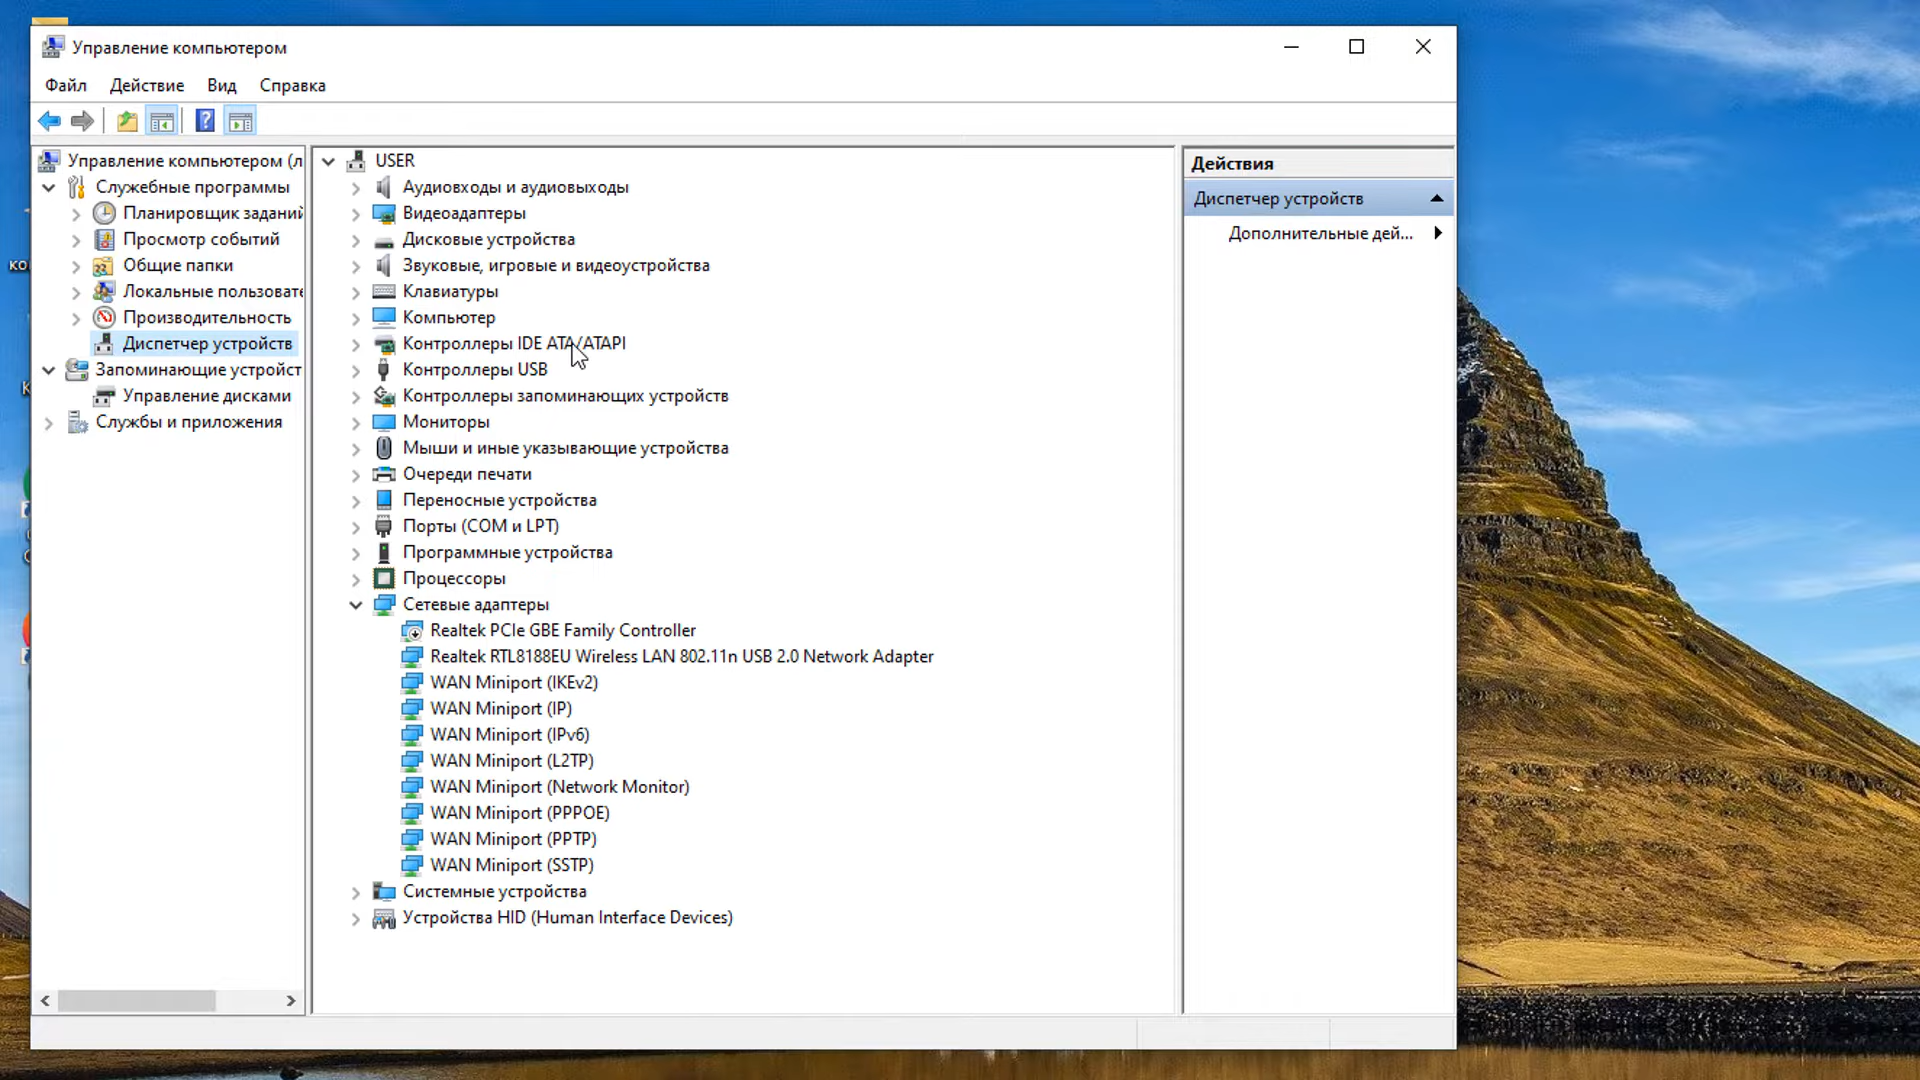 Управление компьютером
Файл Действие Вид Справка
Управление компьютером (л
Служебные программы
Планировщик заданий
Просмотр событий
Общие папки
Локальные пользовате
Производительность
Диспетчер устройств
Запоминающие устройст
Управление дисками
Службы и приложения
USER
Аудиовходы и аудиовыходы
Видеоадаптеры
Дисковые устройства
Звуковые, игровые и видеоустройства
Клавиатуры
Компьютер
Контроллеры IDE ATA/ATAPI
Контроллеры USB
Контроллеры запоминающих устройств
Мониторы
Мыши и иные указывающие устройства
Очереди печати
Переносные устройства
Порты (COM и LPT)
Программные устройства
Процессоры
Сетевые адаптеры
Realtek PCIe GBE Family Controller
Realtek RTL8188EU Wireless LAN 802.11n USB 2.0 Network Adapter
WAN Miniport (IKEv2)
WAN Miniport (IP)
WAN Miniport (IPv6)
WAN Miniport (L2TP)
WAN Miniport (Network Monitor)
WAN Miniport (PPPOE)
WAN Miniport (PPTP)
WAN Miniport (SSTP)
Системные устройства
Устройства HID (Human Interface Devices)
Действия
Диспетчер устройств
Дополнительные дей...